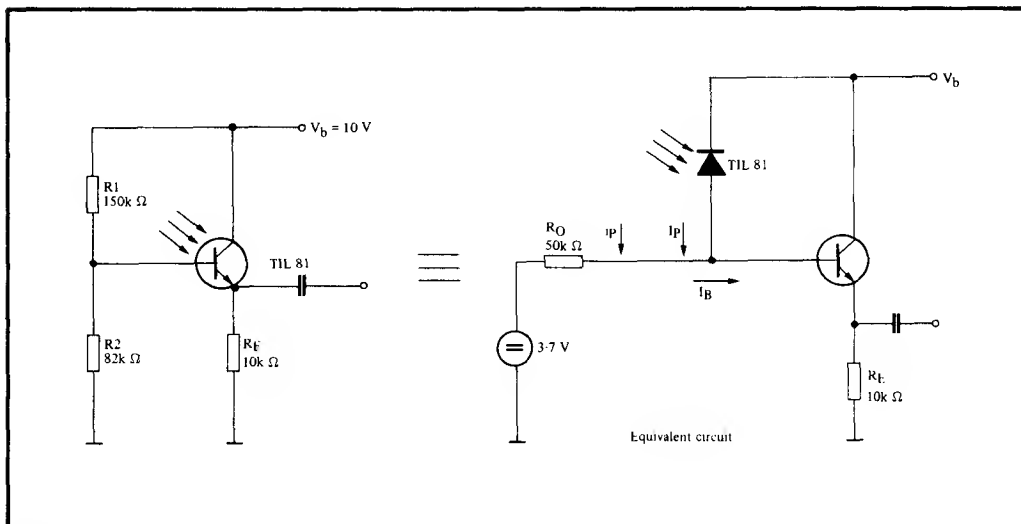 V_b = 10 V
R1
150k Ω
TIL 81
R2
82k Ω
R_E
10k Ω
V_b
TIL 81
R_O
50k Ω
I_P
I_P
I_B
3·7 V
R_E
10k Ω
Equivalent circuit